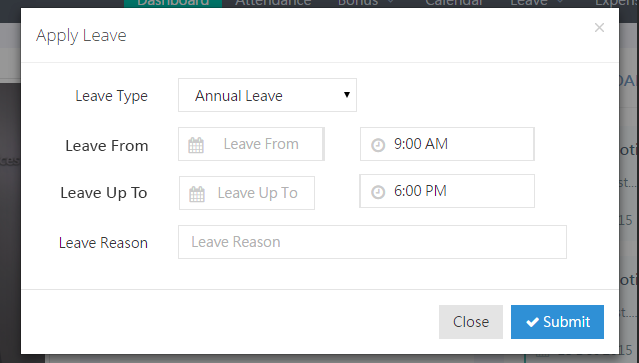 Dashboard Attendance Bonus Calendar Leave Expens
Apply Leave ×
Leave Type Annual Leave
Leave From Leave From 9:00 AM
Leave Up To Leave Up To 6:00 PM
Leave Reason Leave Reason
Close Submit